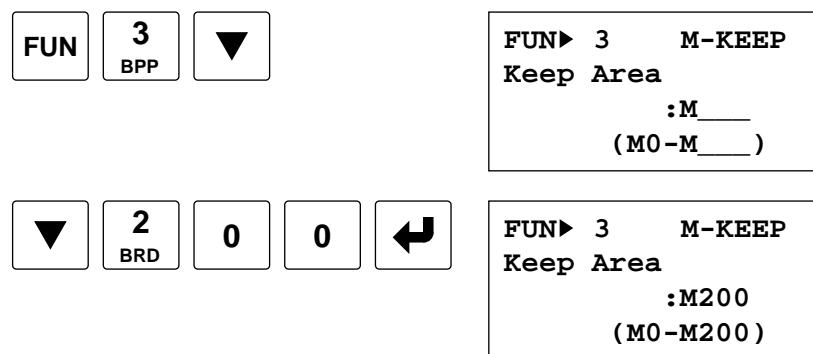 FUN 3 BPP ▼
FUN▶ 3 M-KEEP
Keep Area
:M___
(M0-M___)
▼ 2 BRD 0 0 ↵
FUN▶ 3 M-KEEP
Keep Area
:M200
(M0-M200)